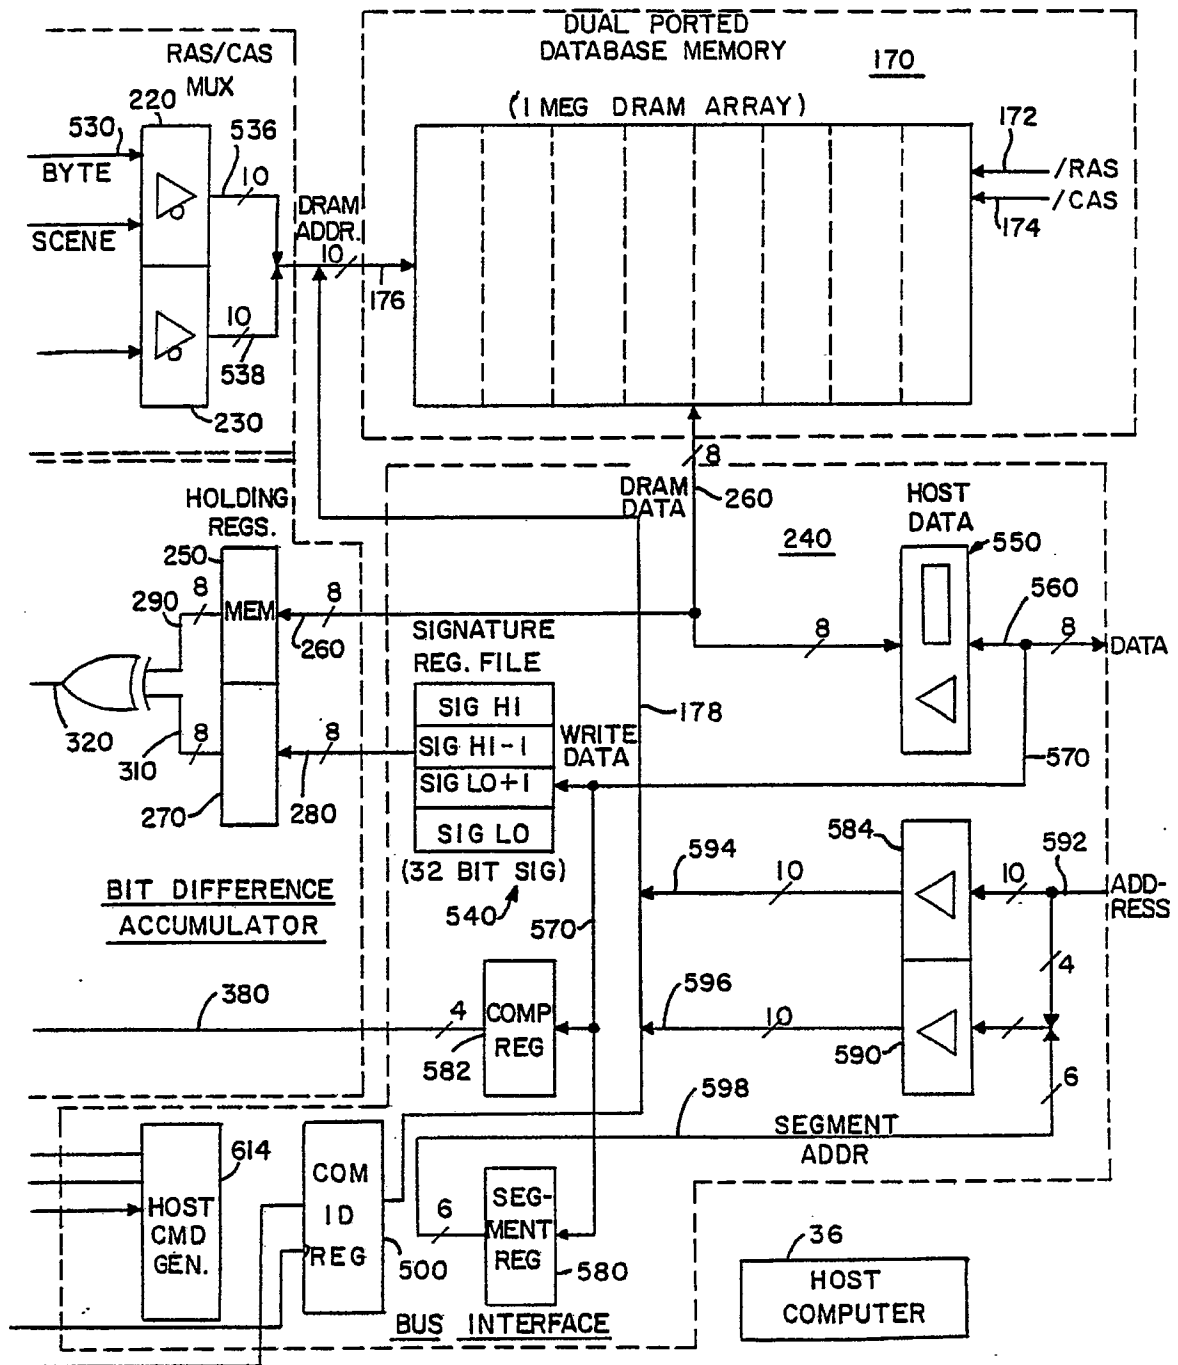 DUAL PORTED
DATABASE MEMORY
170
(1 MEG DRAM ARRAY)
RAS/CAS
MUX
220
530
536
BYTE
10
SCENE
DRAM
ADDR.
10
176
172
/RAS
/CAS
174
10
538
230
8
DRAM
DATA
260
HOST
DATA
240
550
HOLDING
REGS.
250
8
290
MEM
8
260
SIGNATURE
REG. FILE
8
560
8
DATA
320
310
8
270
8
280
SIG HI
SIG HI-1
SIG LO+1
SIG LO
(32 BIT SIG)
540
WRITE
DATA
178
570
584
594
10
10
592
ADD-
RESS
BIT DIFFERENCE
ACCUMULATOR
570
4
380
4
COMP
REG
582
596
10
590
6
598
SEGMENT
ADDR
614
HOST
CMD
GEN.
COM
ID
REG
500
6
SEG-
MENT
REG
580
36
HOST
COMPUTER
BUS INTERFACE